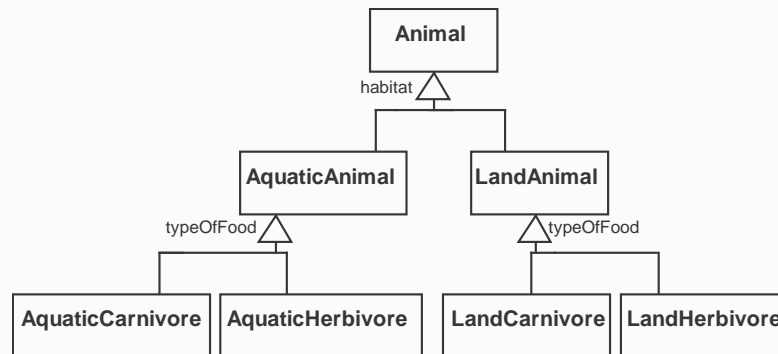 Animal
habitat
AquaticAnimal
LandAnimal
typeOfFood
typeOfFood
AquaticCarnivore
AquaticHerbivore
LandCarnivore
LandHerbivore